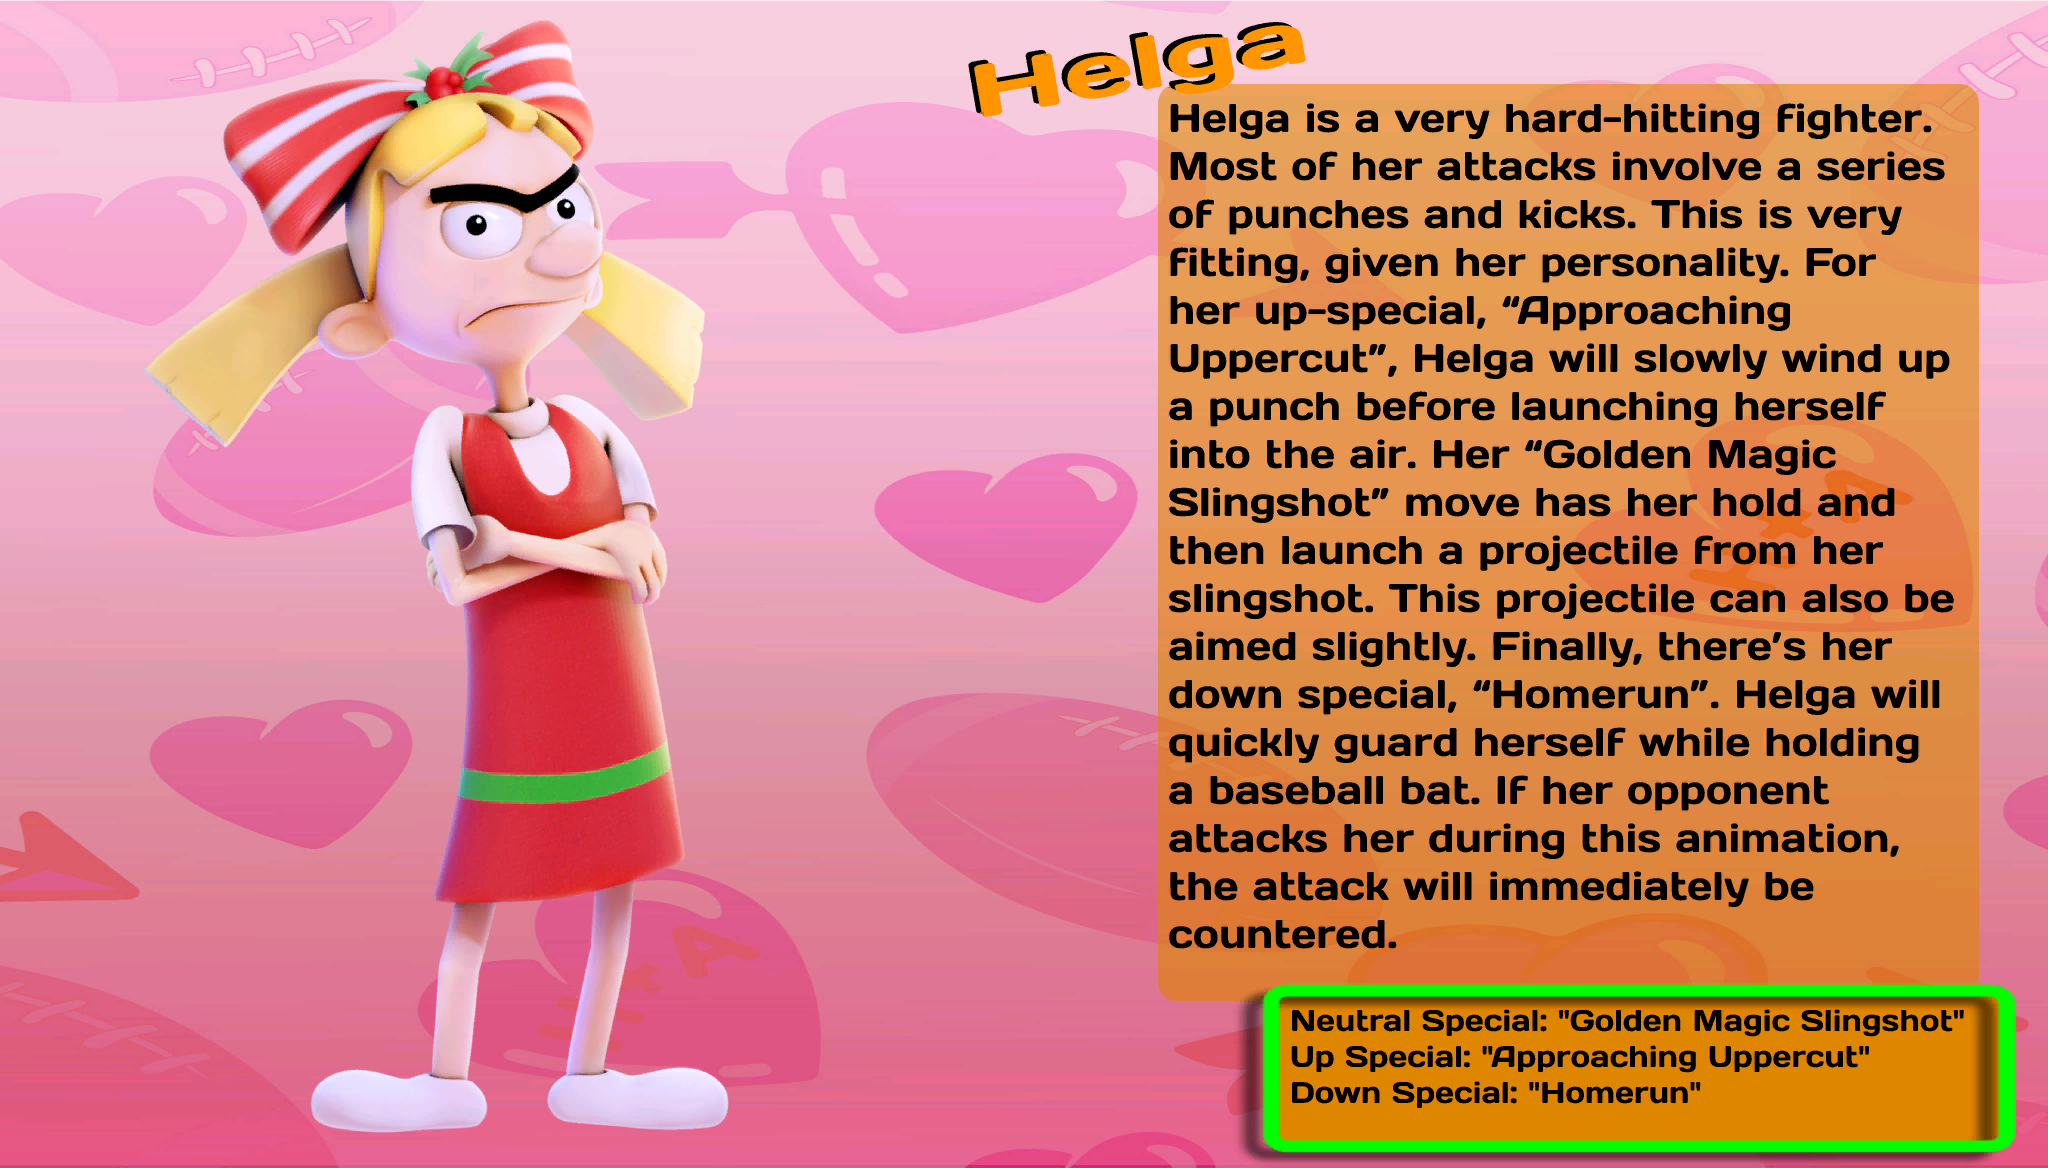 Helga
Helga is a very hard-hitting fighter.
Most of her attacks involve a series
of punches and kicks. This is very
fitting, given her personality. For
her up-special, “Approaching
Uppercut”, Helga will slowly wind up
a punch before launching herself
into the air. Her “Golden Magic
Slingshot” move has her hold and
then launch a projectile from her
slingshot. This projectile can also be
aimed slightly. Finally, there’s her
down special, “Homerun”. Helga will
quickly guard herself while holding
a baseball bat. If her opponent
attacks her during this animation,
the attack will immediately be
countered.
Neutral Special: "Golden Magic Slingshot"
Up Special: "Approaching Uppercut"
Down Special: "Homerun"
H+A
H+A